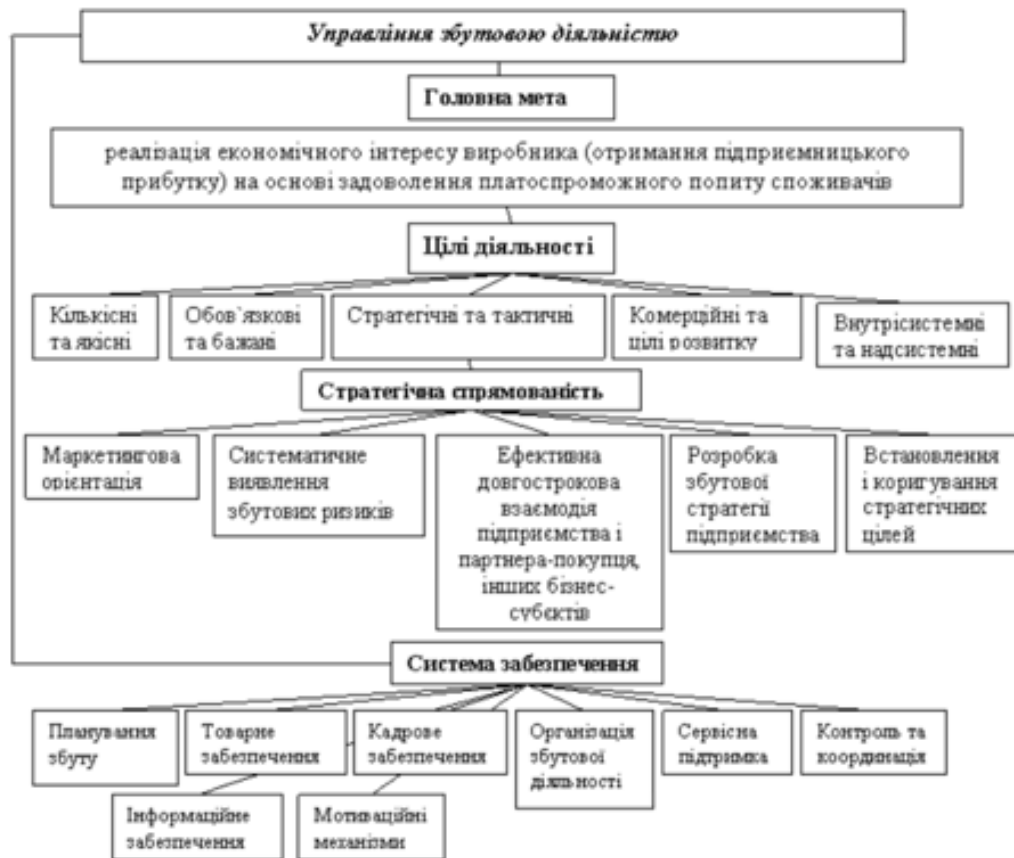 Управління збутовою діяльністю
Головна мета
реалізація економічного інтересу виробника (отримання підприємницького
прибутку) на основі задоволення платоспроможного попиту споживачів
Цілі діяльності
Кількісні
та якісні
Обов`язкові
та бажані
Стратегічні та тактичні
Комерційні та
цілі розвитку
Внутрісистемні
та надсистемні
Стратегічна спрямованість
Маркетингова
орієнтація
Систематичне
виявлення
збутових ризиків
Ефективна
довгострокова
взаємодія
підприємства і
партнера-покупця,
інших бізнес-
субєктів
Розробка
збутової
стратегії
підприємства
Встановлення
і коригування
стратегічних
цілей
Система забезпечення
Планування
збуту
Товарне
забезпечення
Кадрове
забезпечення
Організація
збутової
діяльності
Сервісна
підтримка
Контроль та
координація
Інформаційне
забезпечення
Мотиваційні
механізми